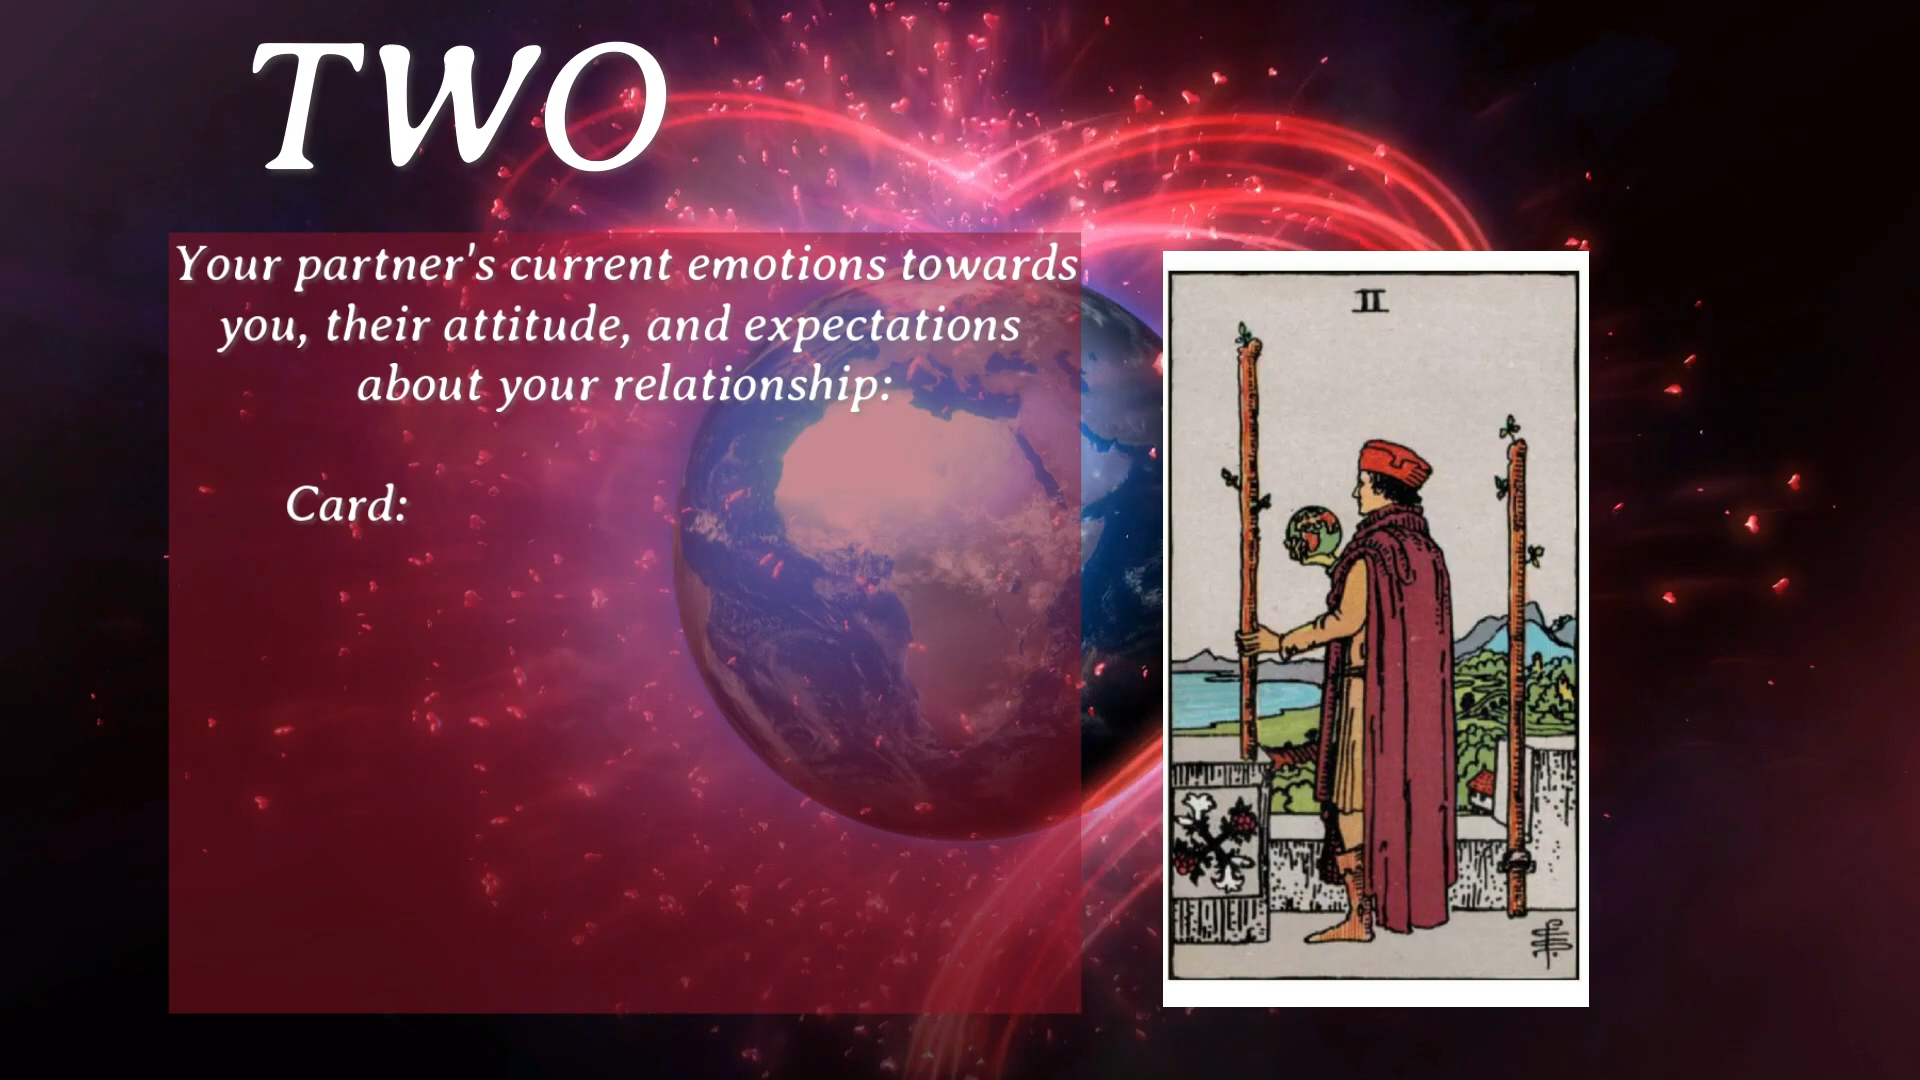 TWO
Your partner's current emotions towards
you, their attitude, and expectations
about your relationship:
Card:
II